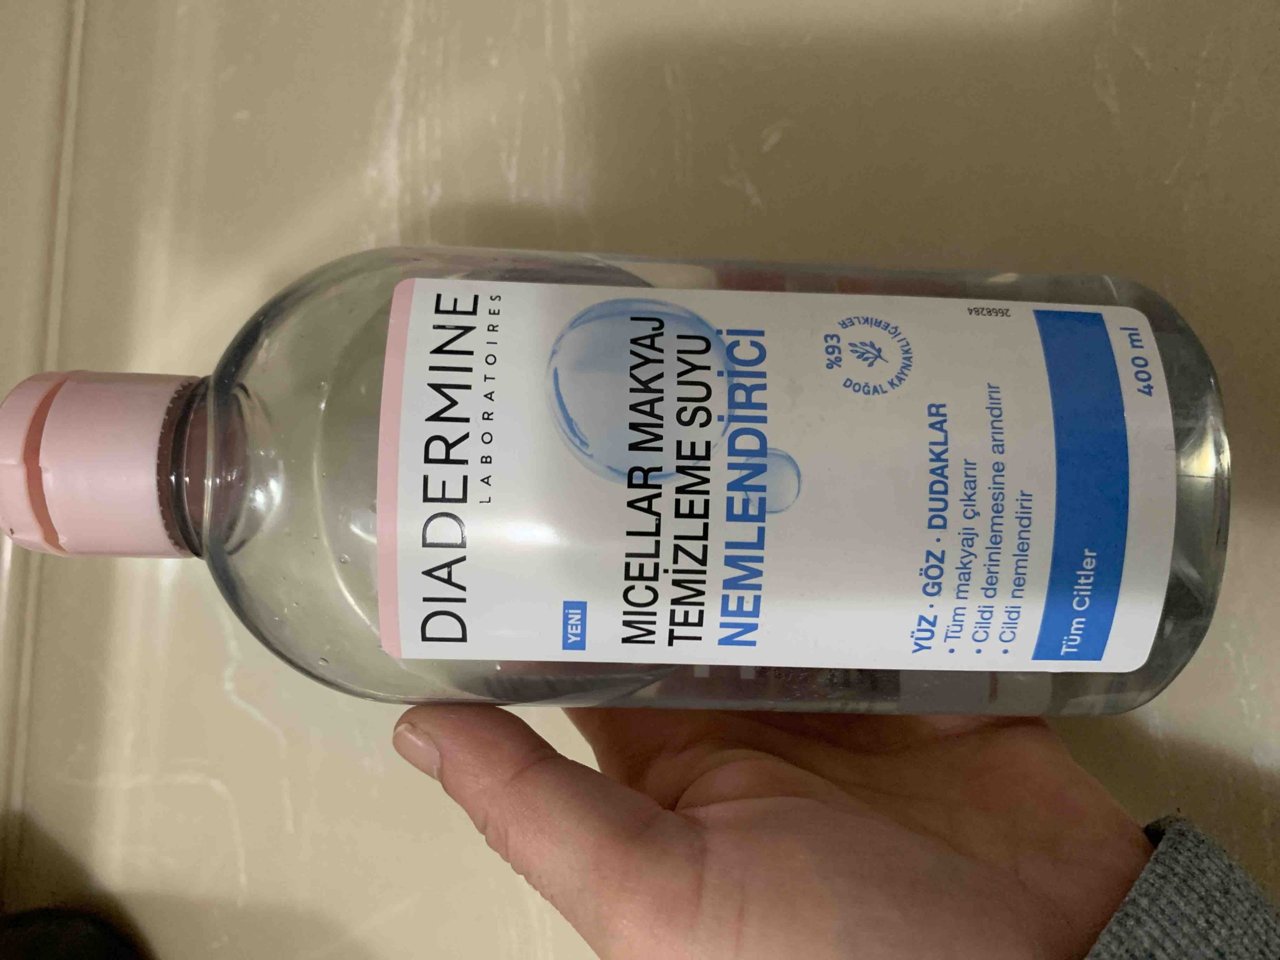 DIADERMINE
LABORATOIRES
YENİ
MICELLAR MAKYAJ
TEMİZLEME SUYU
NEMLENDİRİCİ
%93
DOĞAL KAYNAKLI İÇERİKLER
YÜZ · GÖZ · DUDAKLAR
• Tüm makyajı çıkarır
• Cildi derinlemesine arındırır
• Cildi nemlendirir
2668284
Tüm Ciltler
400 ml